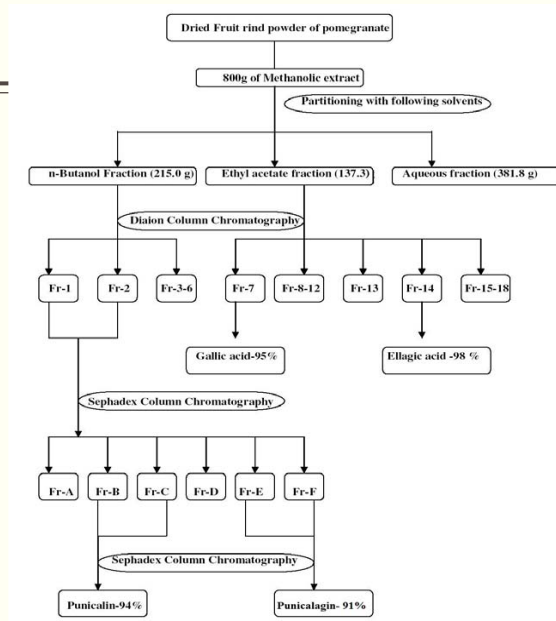 Dried Fruit rind powder of pomegranate
800g of Methanolic extract
Partitioning with following solvents
n-Butanol Fraction (215.0 g)
Ethyl acetate fraction (137.3)
Aqueous fraction (381.8 g)
Diaion Column Chromatography
Fr-1
Fr-2
Fr-3-6
Fr-7
Fr-8-12
Fr-13
Fr-14
Fr-15-18
Gallic acid-95%
Ellagic acid -98 %
Sephadex Column Chromatography
Fr-A
Fr-B
Fr-C
Fr-D
Fr-E
Fr-F
Sephadex Column Chromatography
Punicalin-94%
Punicalagin- 91%